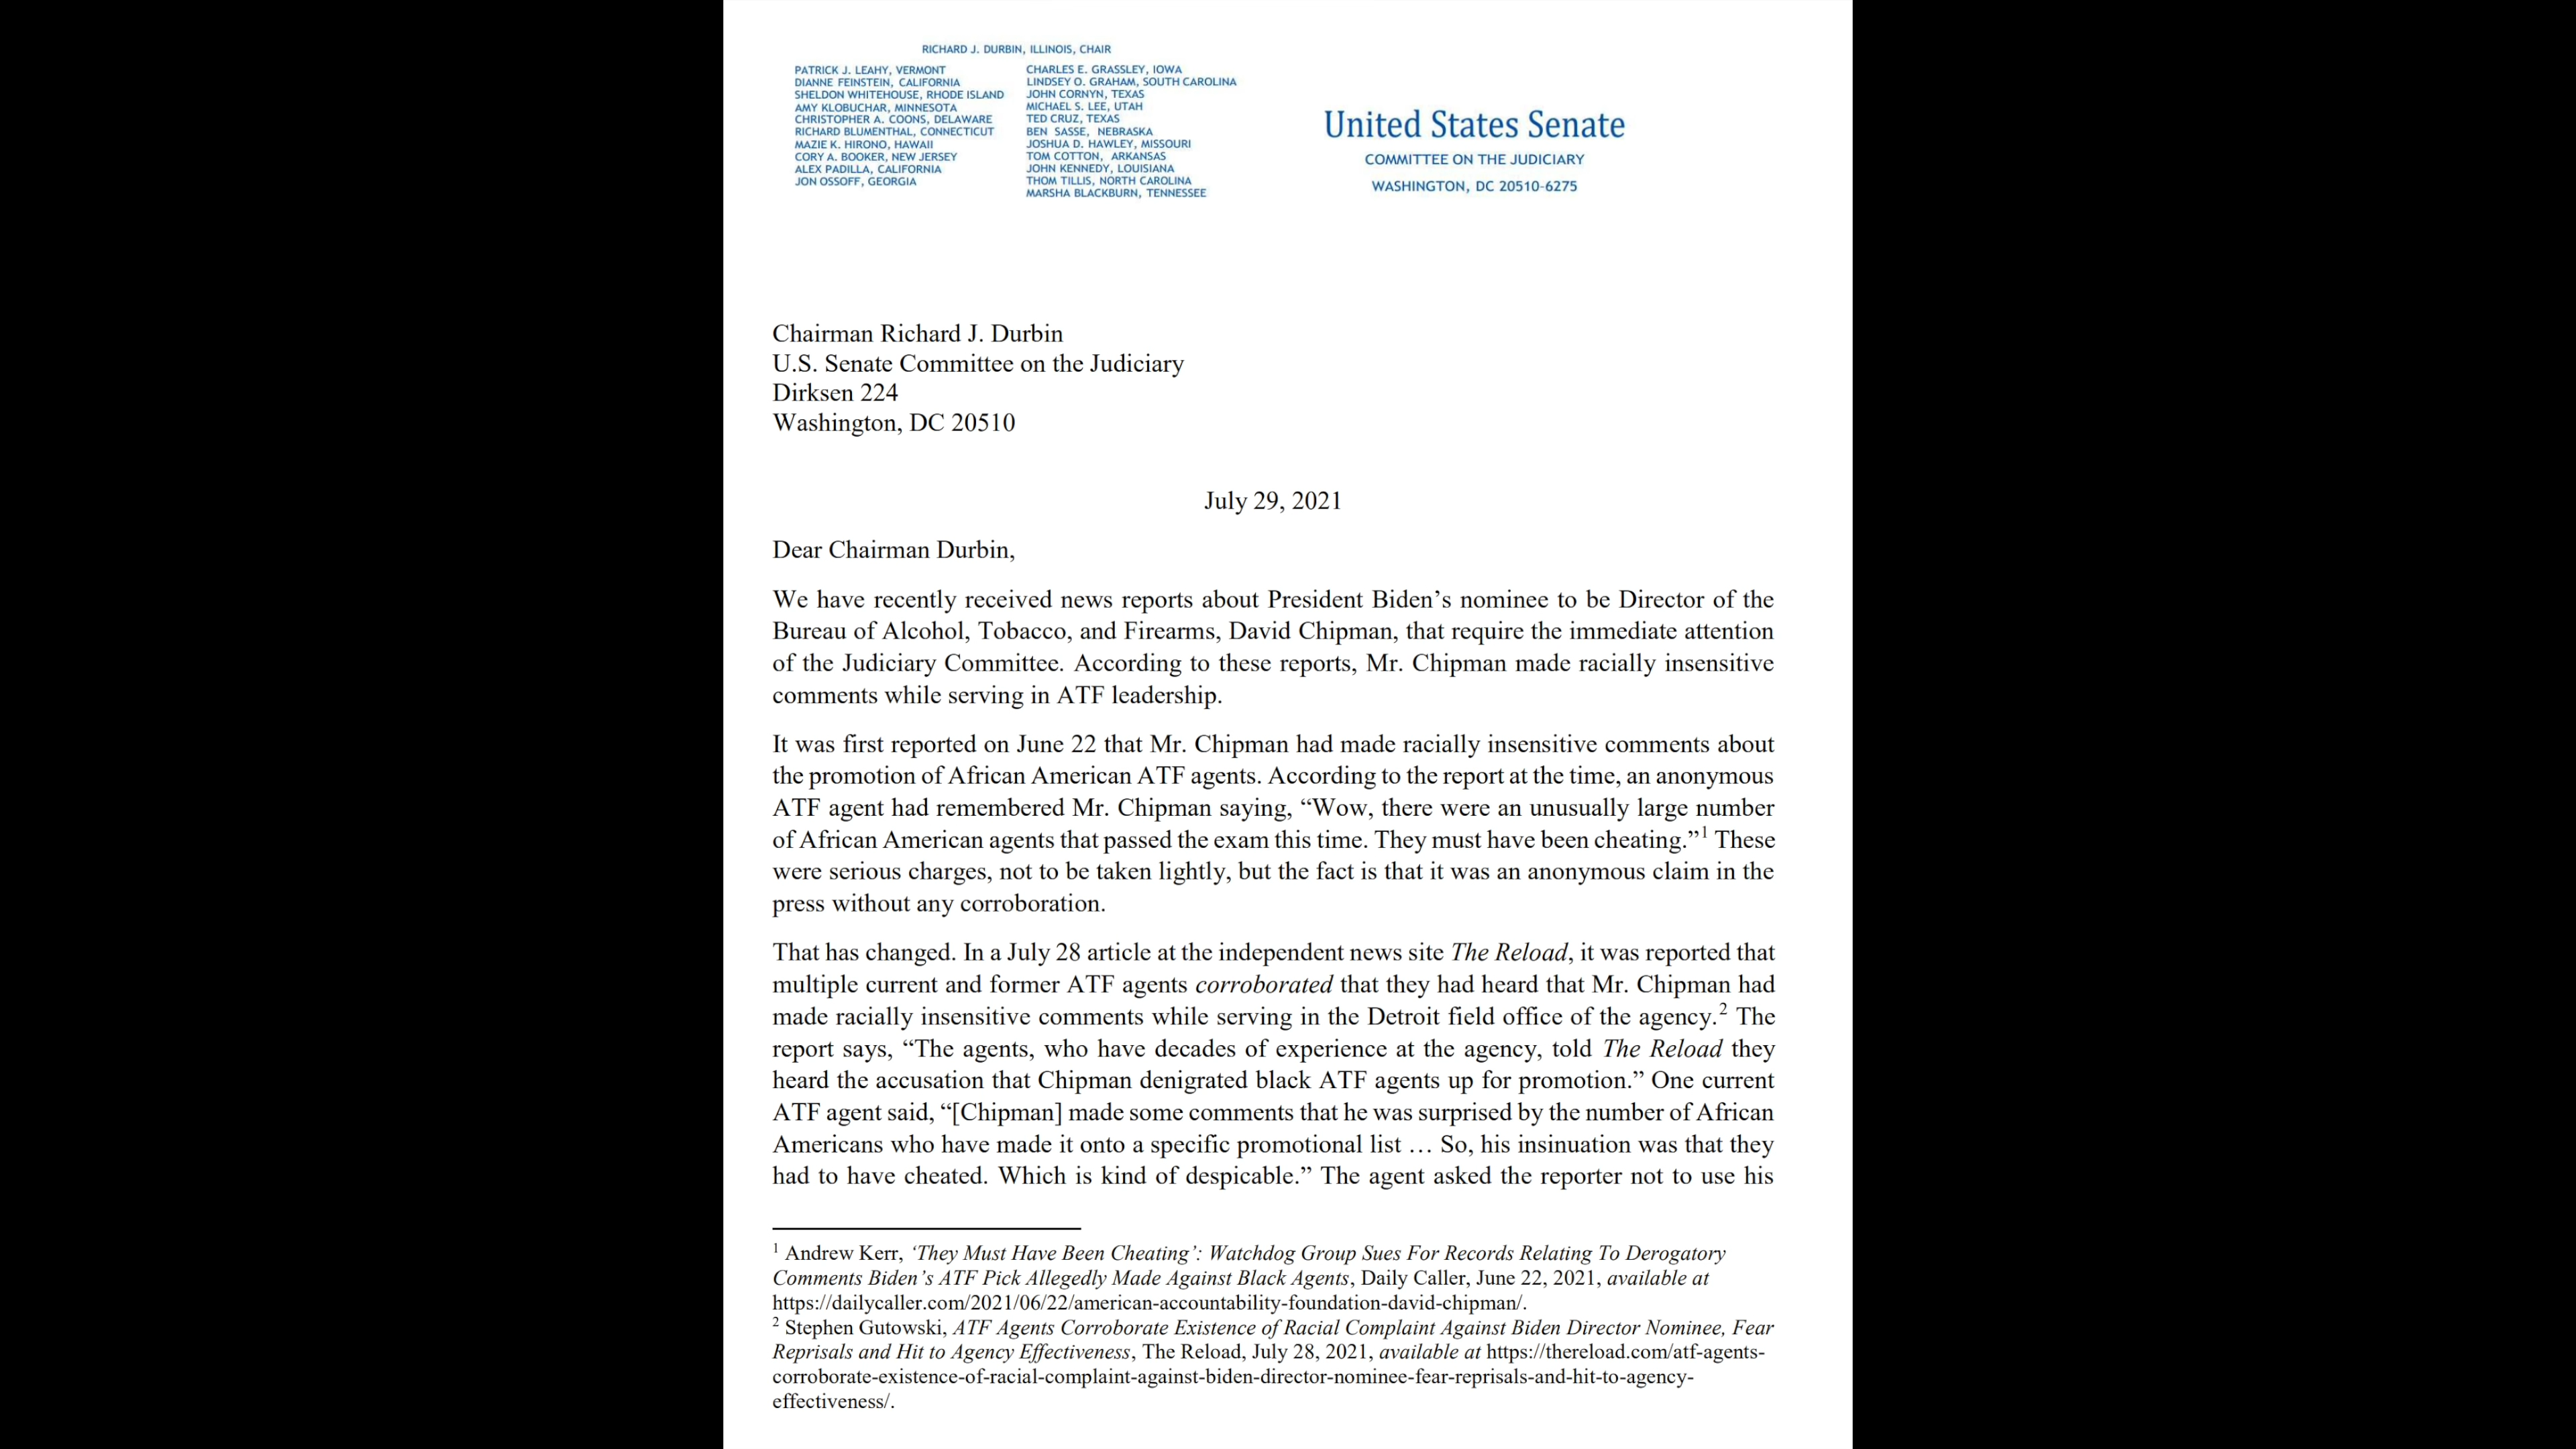 RICHARD J. DURBIN, ILLINOIS, CHAIR
PATRICK J. LEAHY, VERMONT
DIANNE FEINSTEIN, CALIFORNIA
SHELDON WHITEHOUSE, RHODE ISLAND
AMY KLOBUCHAR, MINNESOTA
CHRISTOPHER A. COONS, DELAWARE
RICHARD BLUMENTHAL, CONNECTICUT
MAZIE K. HIRONO, HAWAII
CORY A. BOOKER, NEW JERSEY
ALEX PADILLA, CALIFORNIA
JON OSSOFF, GEORGIA
CHARLES E. GRASSLEY, IOWA
LINDSEY O. GRAHAM, SOUTH CAROLINA
JOHN CORNYN, TEXAS
MICHAEL S. LEE, UTAH
TED CRUZ, TEXAS
BEN SASSE, NEBRASKA
JOSHUA D. HAWLEY, MISSOURI
TOM COTTON, ARKANSAS
JOHN KENNEDY, LOUISIANA
THOM TILLIS, NORTH CAROLINA
MARSHA BLACKBURN, TENNESSEE
United States Senate
COMMITTEE ON THE JUDICIARY
WASHINGTON, DC 20510-6275
Chairman Richard J. Durbin
U.S. Senate Committee on the Judiciary
Dirksen 224
Washington, DC 20510
July 29, 2021
Dear Chairman Durbin,
We have recently received news reports about President Biden’s nominee to be Director of the
Bureau of Alcohol, Tobacco, and Firearms, David Chipman, that require the immediate attention
of the Judiciary Committee. According to these reports, Mr. Chipman made racially insensitive
comments while serving in ATF leadership.
It was first reported on June 22 that Mr. Chipman had made racially insensitive comments about
the promotion of African American ATF agents. According to the report at the time, an anonymous
ATF agent had remembered Mr. Chipman saying, “Wow, there were an unusually large number
of African American agents that passed the exam this time. They must have been cheating.”1 These
were serious charges, not to be taken lightly, but the fact is that it was an anonymous claim in the
press without any corroboration.
That has changed. In a July 28 article at the independent news site The Reload, it was reported that
multiple current and former ATF agents corroborated that they had heard that Mr. Chipman had
made racially insensitive comments while serving in the Detroit field office of the agency.2 The
report says, “The agents, who have decades of experience at the agency, told The Reload they
heard the accusation that Chipman denigrated black ATF agents up for promotion.” One current
ATF agent said, “[Chipman] made some comments that he was surprised by the number of African
Americans who have made it onto a specific promotional list … So, his insinuation was that they
had to have cheated. Which is kind of despicable.” The agent asked the reporter not to use his
1 Andrew Kerr, ‘They Must Have Been Cheating’: Watchdog Group Sues For Records Relating To Derogatory
Comments Biden’s ATF Pick Allegedly Made Against Black Agents, Daily Caller, June 22, 2021, available at
https://dailycaller.com/2021/06/22/american-accountability-foundation-david-chipman/.
2 Stephen Gutowski, ATF Agents Corroborate Existence of Racial Complaint Against Biden Director Nominee, Fear
Reprisals and Hit to Agency Effectiveness, The Reload, July 28, 2021, available at https://thereload.com/atf-agents-
corroborate-existence-of-racial-complaint-against-biden-director-nominee-fear-reprisals-and-hit-to-agency-
effectiveness/.